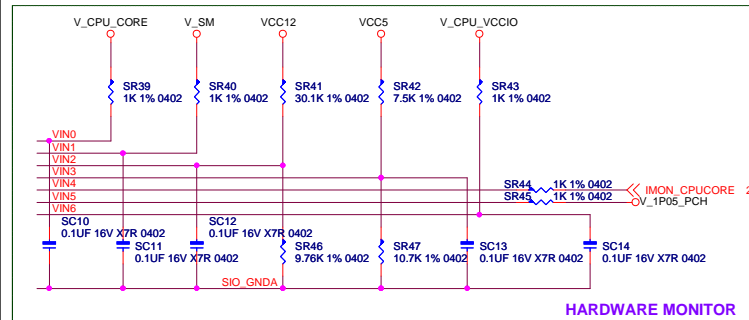 V_CPU_CORE V_SM VCC12 VCC5 V_CPU_VCCIO
SR39 SR40 SR41 SR42 SR43
1K 1% 0402 1K 1% 0402 30.1K 1% 0402 7.5K 1% 0402 1K 1% 0402
VIN0
VIN1
VIN2
VIN3
VIN4 SR44 1K 1% 0402 IMON_CPUCORE 2
VIN5 SR45 1K 1% 0402 V_1P05_PCH
VIN6
SC10 SC12
0.1UF 16V X7R 0402 0.1UF 16V X7R 0402
SC11 SR46 SR47 SC13 SC14
0.1UF 16V X7R 0402 9.76K 1% 0402 10.7K 1% 0402 0.1UF 16V X7R 0402 0.1UF 16V X7R 0402
SIO_GNDA
HARDWARE MONITOR